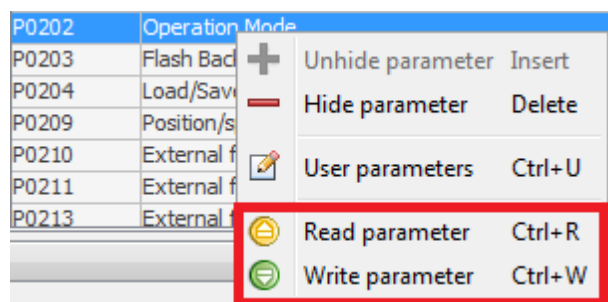 P0202 Operation Mode
P0203 Flash Back
P0204 Load/Save
P0209 Position/s
P0210 External f
P0211 External f
P0213 External f
Unhide parameter Insert
Hide parameter Delete
User parameters Ctrl+U
Read parameter Ctrl+R
Write parameter Ctrl+W